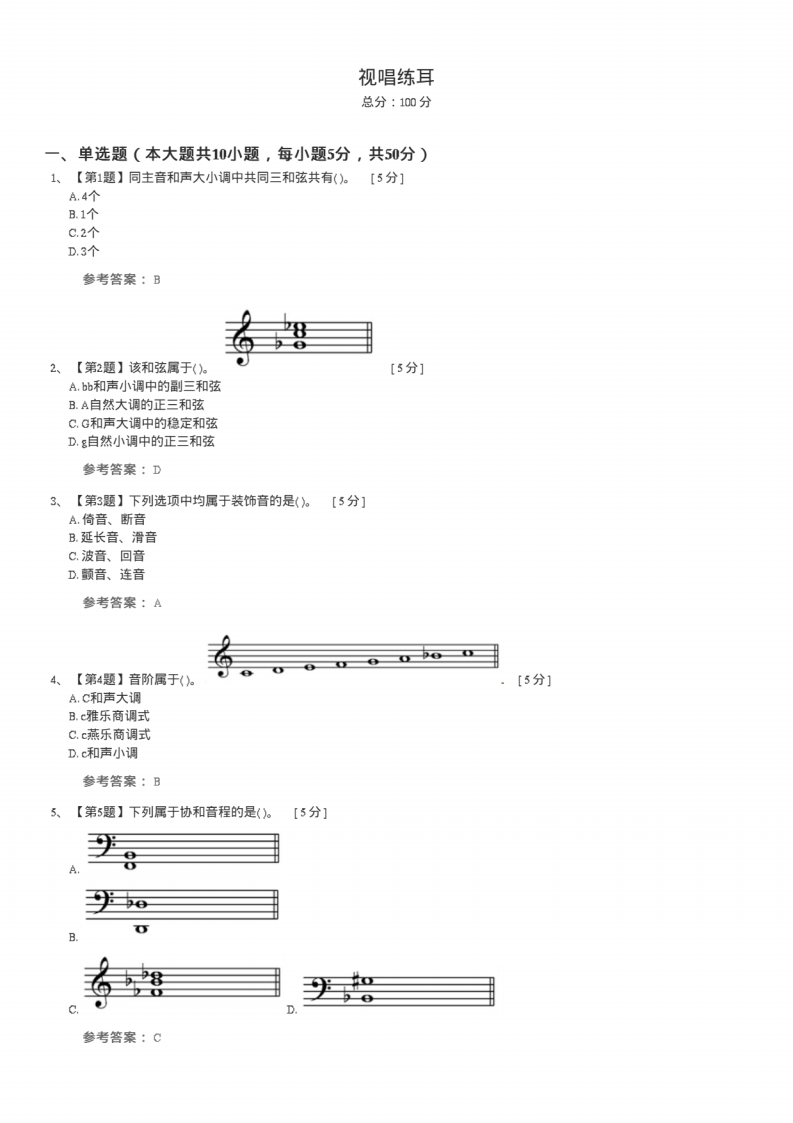 视唱练耳
总分：100 分
一、单选题（本大题共10小题，每小题5分，共50分）
1、【第1题】同主音和声大小调中共同三和弦共有( )。 [5 分]
A.4个
B.1个
C.2个
D.3个
参考答案： B
2、【第2题】该和弦属于( )。 [5 分]
A.bb和声小调中的副三和弦
B.A自然大调的正三和弦
C.G和声大调中的稳定和弦
D.g自然小调中的正三和弦
参考答案： D
3、【第3题】下列选项中均属于装饰音的是( )。 [5 分]
A.倚音、断音
B.延长音、滑音
C.波音、回音
D.颤音、连音
参考答案： A
4、【第4题】音阶属于( )。 . [5 分]
A.C和声大调
B.c雅乐商调式
C.c燕乐商调式
D.c和声小调
参考答案： B
5、【第5题】下列属于协和音程的是( )。 [5 分]
A.
B.
C. D.
参考答案： C